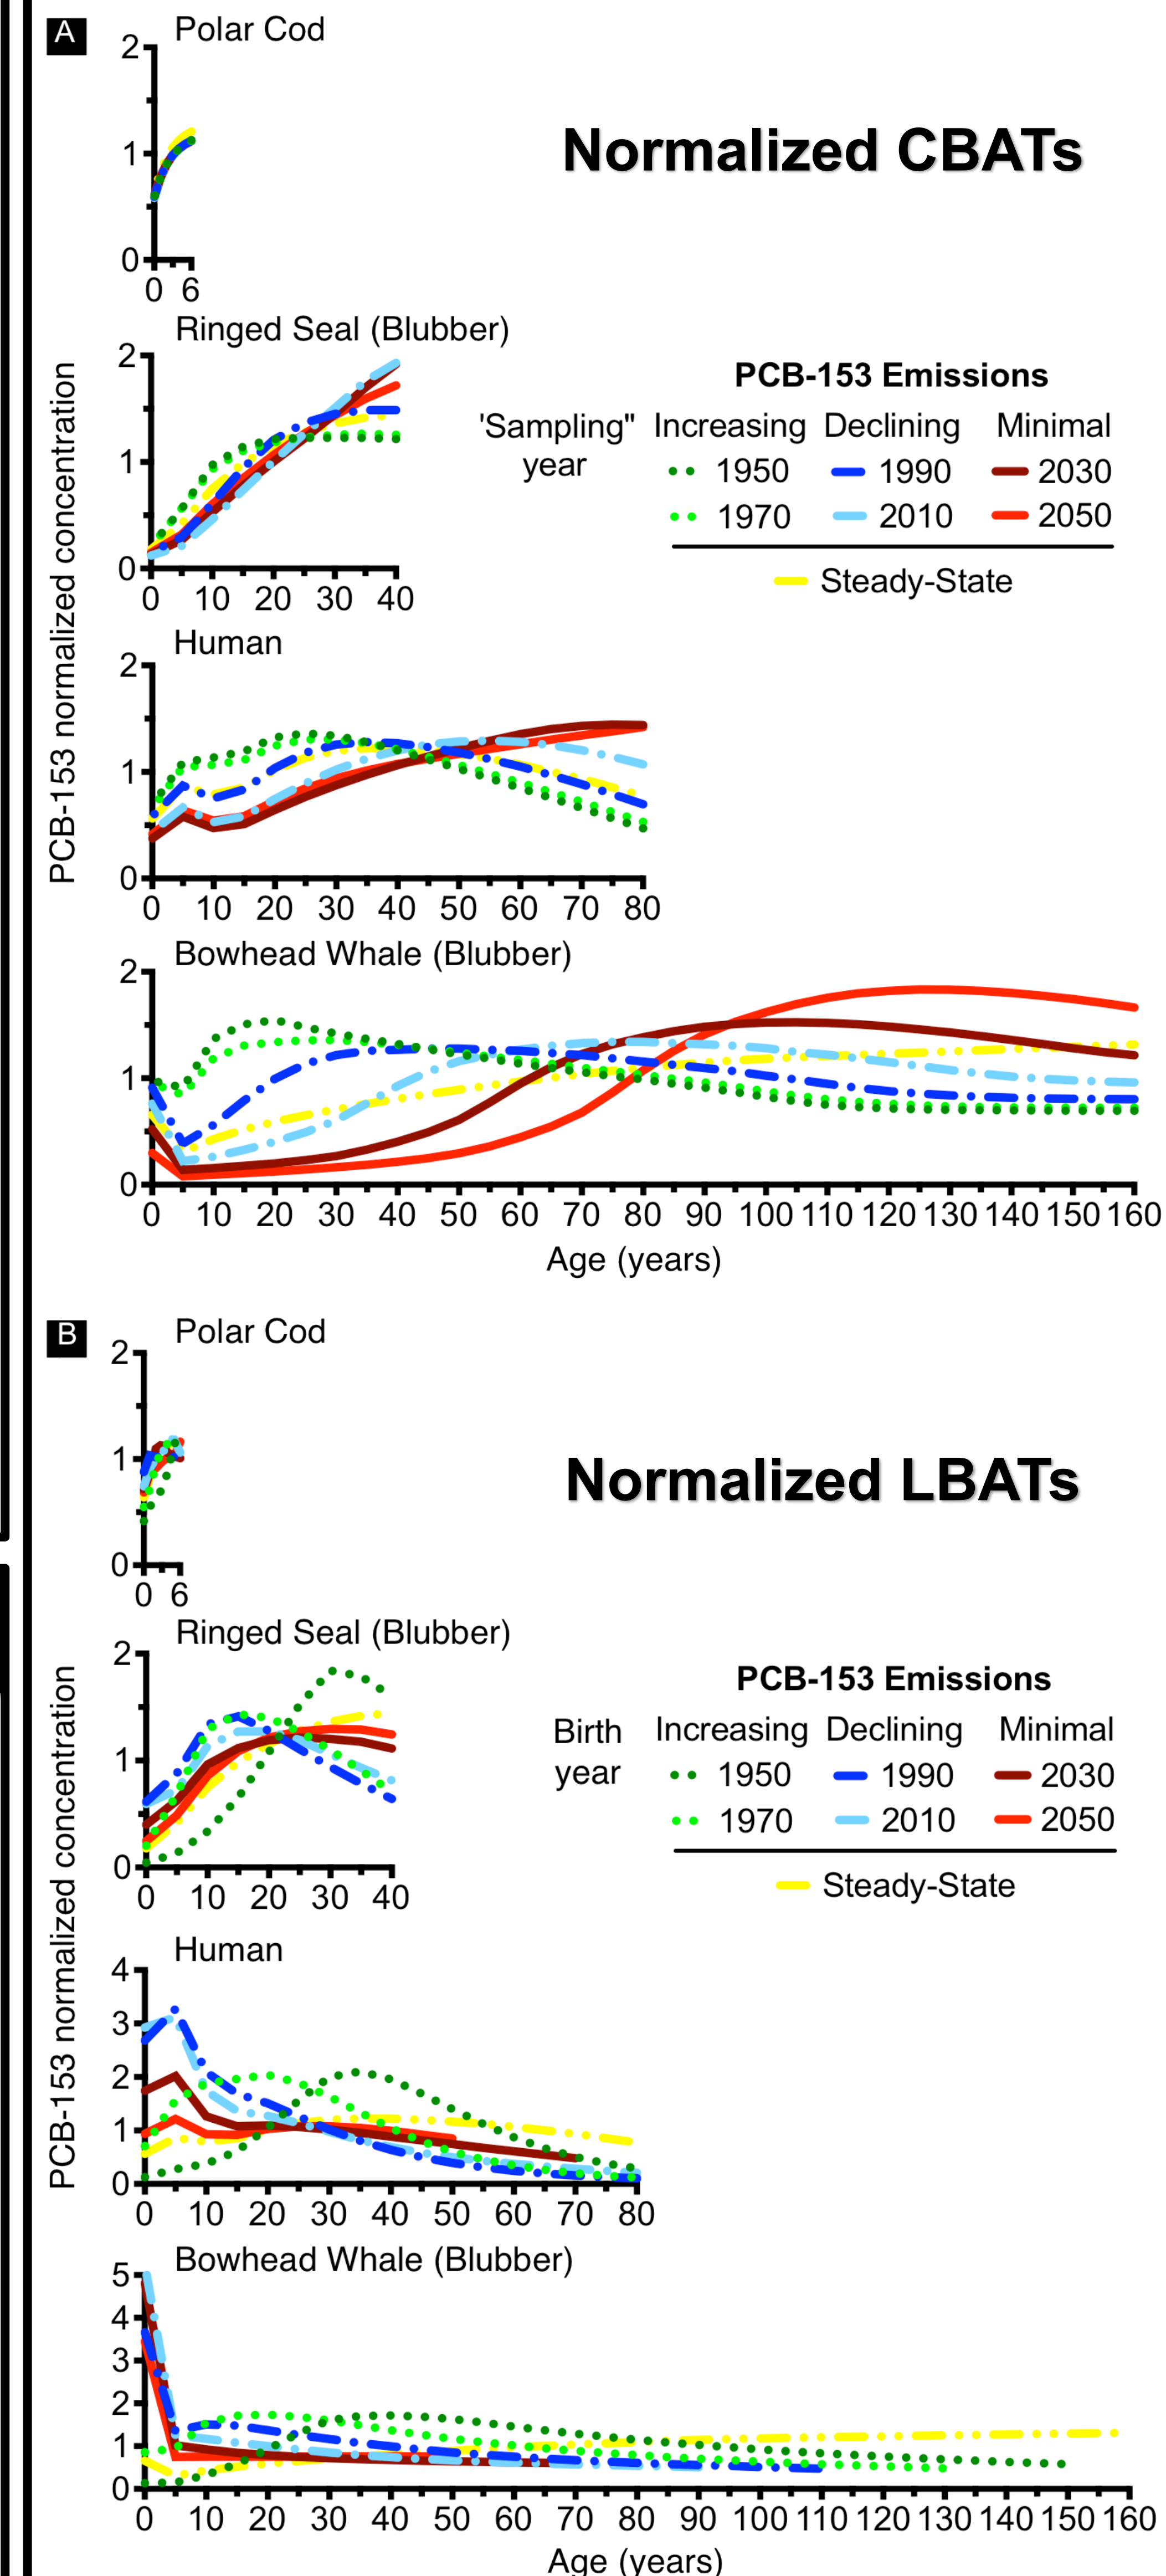 A Polar Cod
2
1
0
0 6
Normalized CBATs
Ringed Seal (Blubber)
2
1
0
0 10 20 30 40
PCB-153 Emissions
'Sampling" year
Increasing Declining Minimal
1950 1990 2030
1970 2010 2050
Steady-State
PCB-153 normalized concentration
Human
2
1
0
0 10 20 30 40 50 60 70 80
Bowhead Whale (Blubber)
2
1
0
0 10 20 30 40 50 60 70 80 90 100 110 120 130 140 150 160
Age (years)
B Polar Cod
2
1
0
0 6
Normalized LBATs
Ringed Seal (Blubber)
2
1
0
0 10 20 30 40
PCB-153 Emissions
Birth year
Increasing Declining Minimal
1950 1990 2030
1970 2010 2050
Steady-State
PCB-153 normalized concentration
Human
4
3
2
1
0
0 10 20 30 40 50 60 70 80
Bowhead Whale (Blubber)
5
4
3
2
1
0
0 10 20 30 40 50 60 70 80 90 100 110 120 130 140 150 160
Age (years)